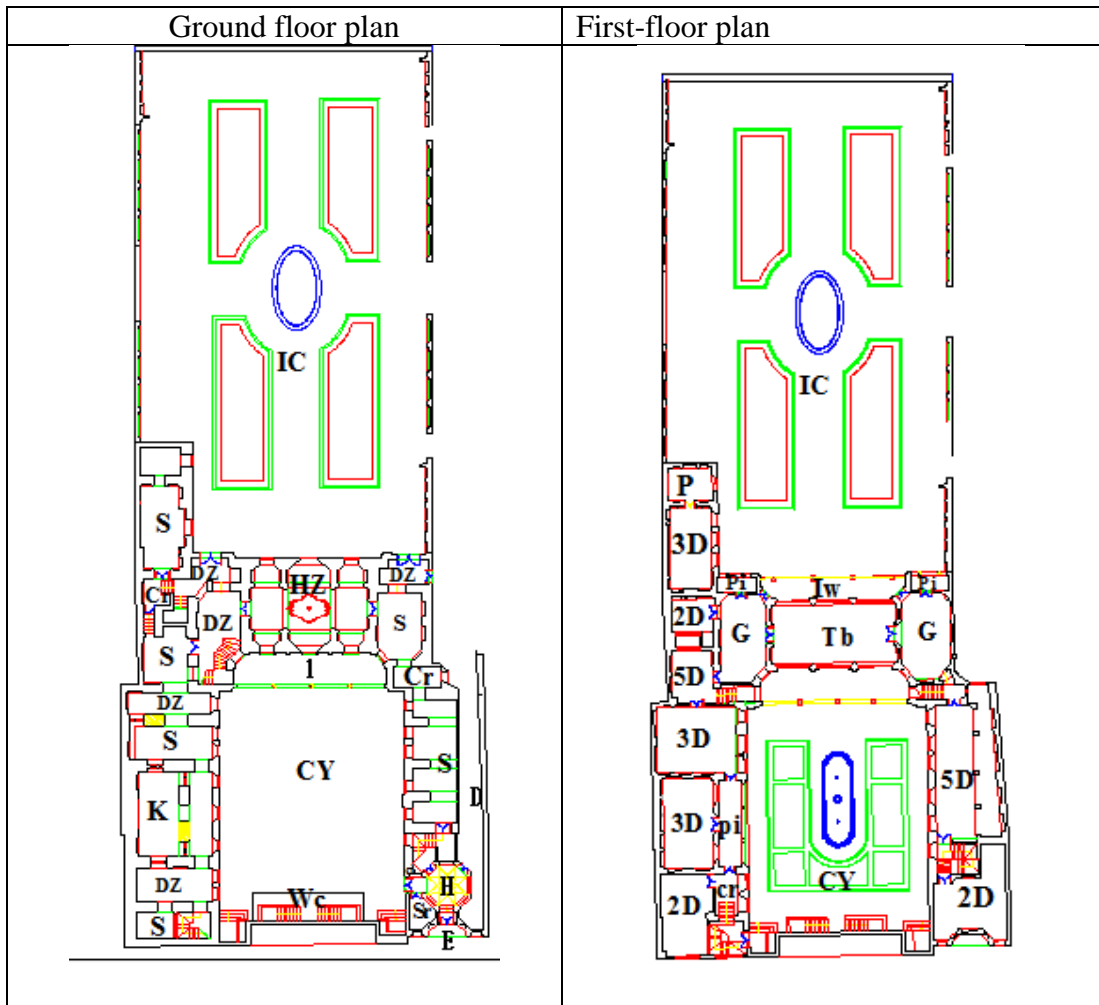 Ground floor plan
First-floor plan
IC
S
DZ
HZ
DZ
Cr
DZ
S
S
1
Cr
DZ
S
CY
S
D
K
DZ
Wc
H
Sr
S
E
IC
P
3D
Pi
Iw
Pi
2D
G
Tb
G
5D
3D
5D
3D
pi
CY
cr
2D
2D